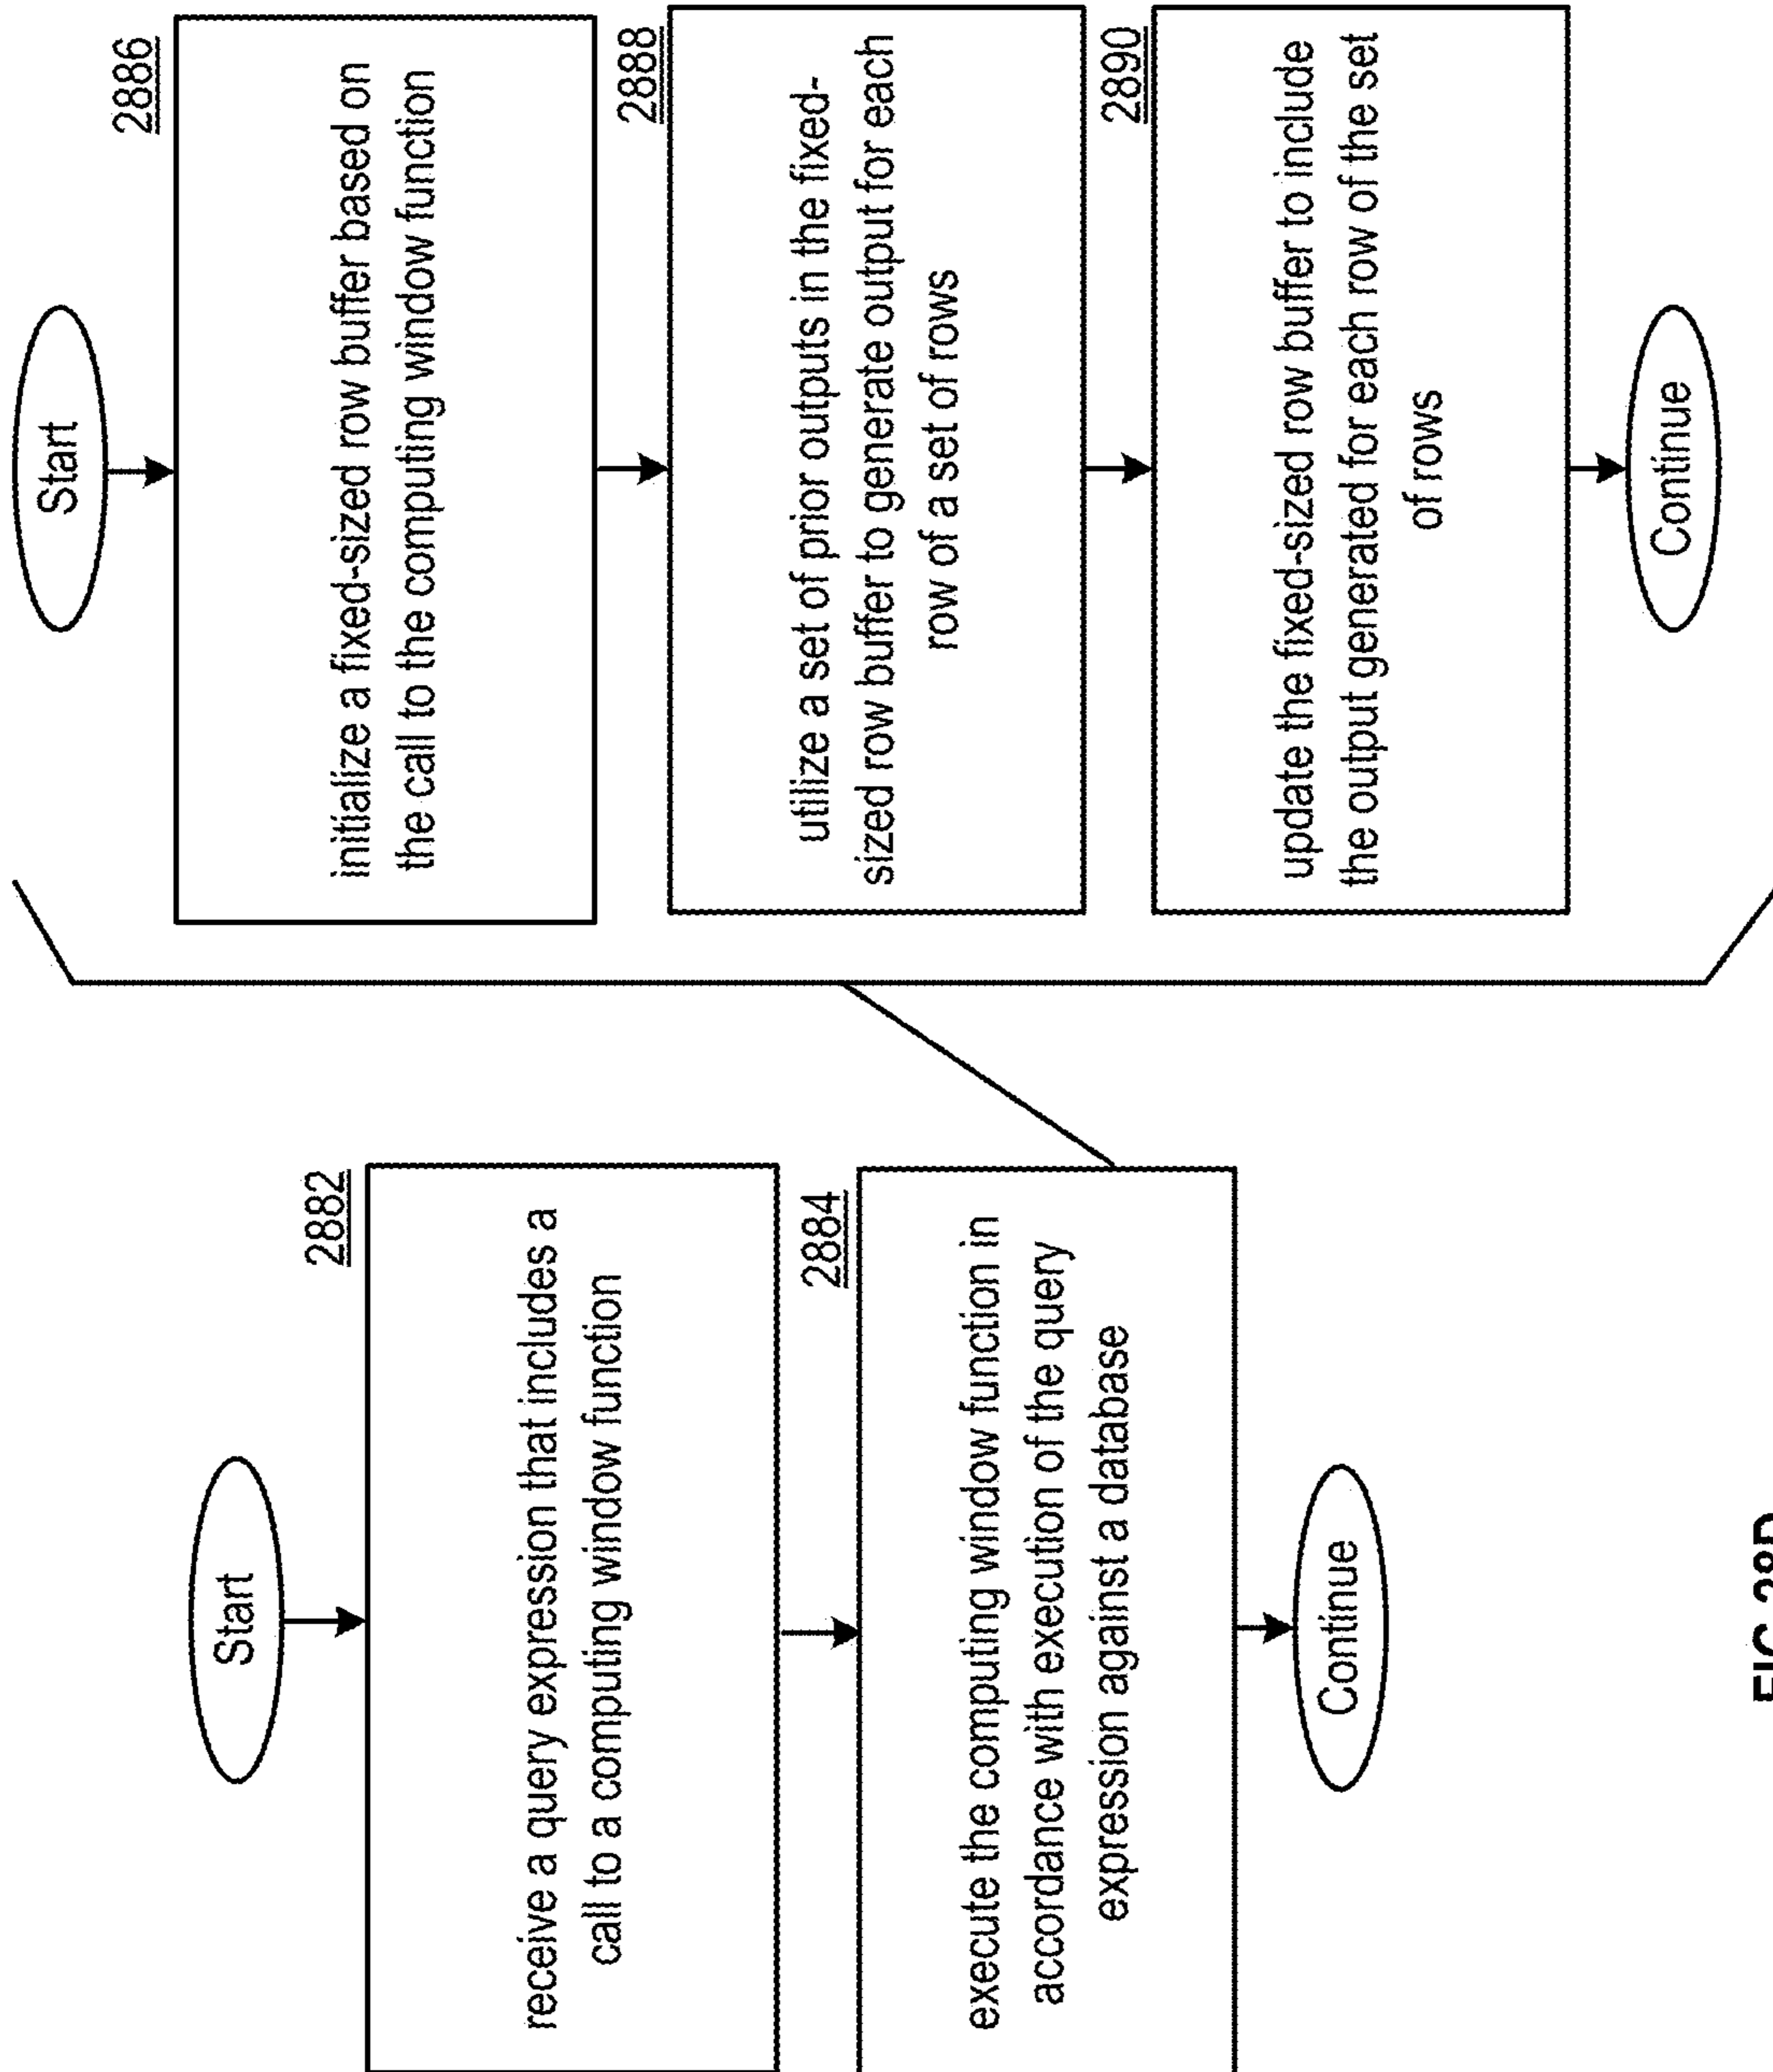 Start
2882
receive a query expression that includes a
call to a computing window function
2884
execute the computing window function in
accordance with execution of the query
expression against a database
Continue
Start
2886
initialize a fixed-sized row buffer based on
the call to the computing window function
2888
utilize a set of prior outputs in the fixed-
sized row buffer to generate output for each
row of a set of rows
2890
update the fixed-sized row buffer to include
the output generated for each row of the set
of rows
Continue
FIG